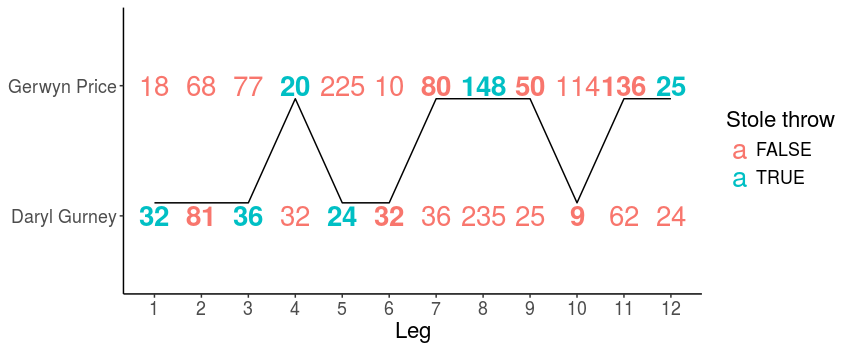 Gerwyn Price 18 68 77 20 225 10 80 148 50 114 136 25
Stole throw
a FALSE
a TRUE
Daryl Gurney 32 81 36 32 24 32 36 235 25 9 62 24
1 2 3 4 5 6 7 8 9 10 11 12
Leg